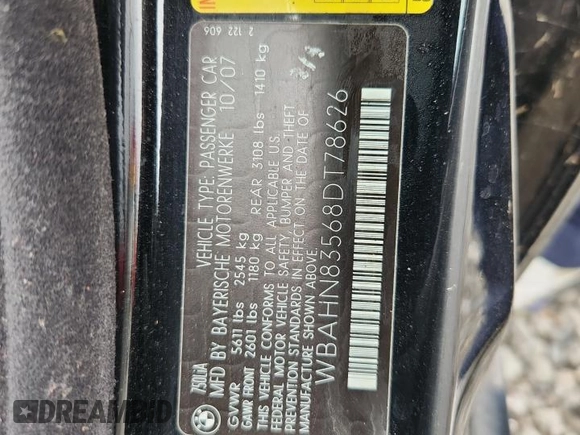 750LiA
VEHICLE TYPE: PASSENGER CAR
MFD BY BAYERISCHE MOTORENWERKE 10/07
GVWR 5611 lbs 2545 kg
GAWR FRONT 2601 lbs 1180 kg REAR 3108 lbs 1410 kg
THIS VEHICLE CONFORMS TO ALL APPLICABLE U.S.
FEDERAL MOTOR VEHICLE SAFETY, BUMPER AND THEFT
PREVENTION STANDARDS IN EFFECT ON THE DATE OF
MANUFACTURE SHOWN ABOVE.
WBAHN83568DT78626
2 122 606
DREAMBID